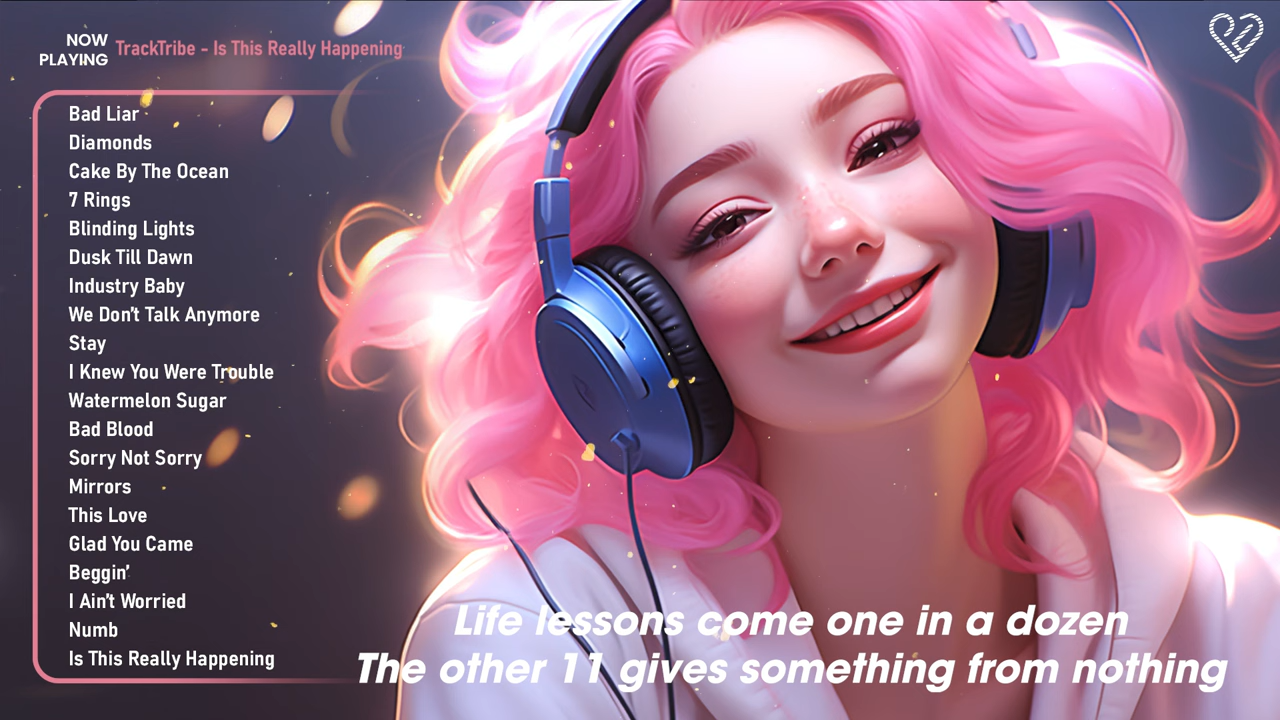 NOW
PLAYING
TrackTribe - Is This Really Happening
Bad Liar
Diamonds
Cake By The Ocean
7 Rings
Blinding Lights
Dusk Till Dawn
Industry Baby
We Don't Talk Anymore
Stay
I Knew You Were Trouble
Watermelon Sugar
Bad Blood
Sorry Not Sorry
Mirrors
This Love
Glad You Came
Beggin'
I Ain't Worried
Numb
Is This Really Happening
Life lessons come one in a dozen
The other 11 gives something from nothing